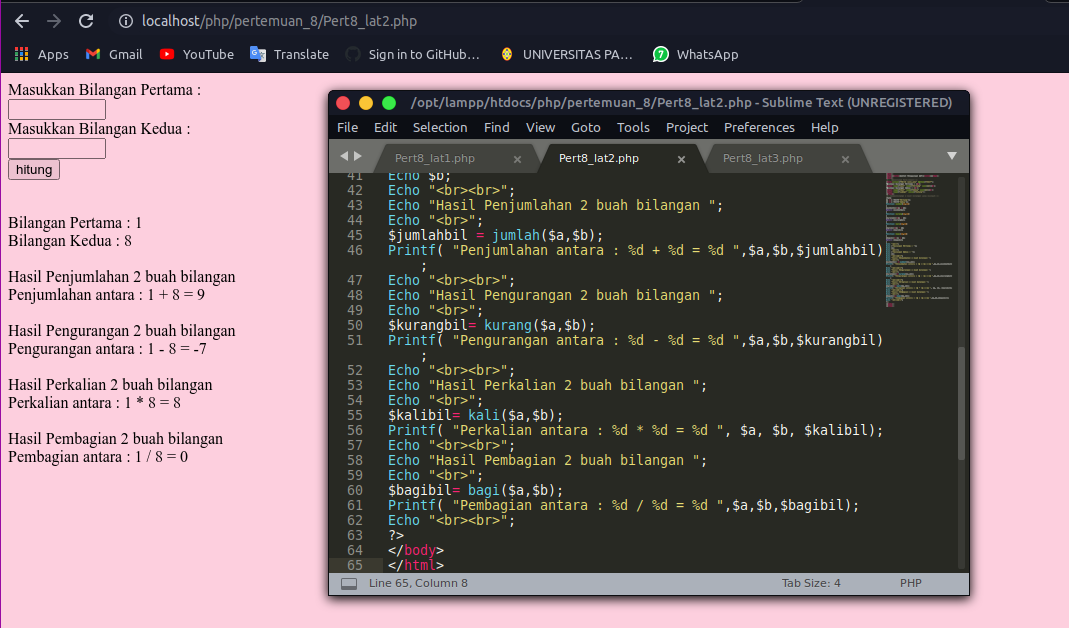 localhost/php/pertemuan_8/Pert8_lat2.php
Apps Gmail YouTube Translate Sign in to GitHub... UNIVERSITAS PA... 7 WhatsApp
Masukkan Bilangan Pertama :
Masukkan Bilangan Kedua :
hitung
Bilangan Pertama : 1
Bilangan Kedua : 8
Hasil Penjumlahan 2 buah bilangan
Penjumlahan antara : 1 + 8 = 9
Hasil Pengurangan 2 buah bilangan
Pengurangan antara : 1 - 8 = -7
Hasil Perkalian 2 buah bilangan
Perkalian antara : 1 * 8 = 8
Hasil Pembagian 2 buah bilangan
Pembagian antara : 1 / 8 = 0
/opt/lampp/htdocs/php/pertemuan_8/Pert8_lat2.php - Sublime Text (UNREGISTERED)
File Edit Selection Find View Goto Tools Project Preferences Help
Pert8_lat1.php × Pert8_lat2.php × Pert8_lat3.php ×
41 Echo $b;
42 Echo "<br><br>";
43 Echo "Hasil Penjumlahan 2 buah bilangan ";
44 Echo "<br>";
45 $jumlahbil = jumlah($a,$b);
46 Printf( "Penjumlahan antara : %d + %d = %d ",$a,$b,$jumlahbil)
;
47 Echo "<br><br>";
48 Echo "Hasil Pengurangan 2 buah bilangan ";
49 Echo "<br>";
50 $kurangbil= kurang($a,$b);
51 Printf( "Pengurangan antara : %d - %d = %d ",$a,$b,$kurangbil)
;
52 Echo "<br><br>";
53 Echo "Hasil Perkalian 2 buah bilangan ";
54 Echo "<br>";
55 $kalibil= kali($a,$b);
56 Printf( "Perkalian antara : %d * %d = %d ", $a, $b, $kalibil);
57 Echo "<br><br>";
58 Echo "Hasil Pembagian 2 buah bilangan ";
59 Echo "<br>";
60 $bagibil= bagi($a,$b);
61 Printf( "Pembagian antara : %d / %d = %d ",$a,$b,$bagibil);
62 Echo "<br><br>";
63 ?>
64 </body>
65 </html>
Line 65, Column 8 Tab Size: 4 PHP